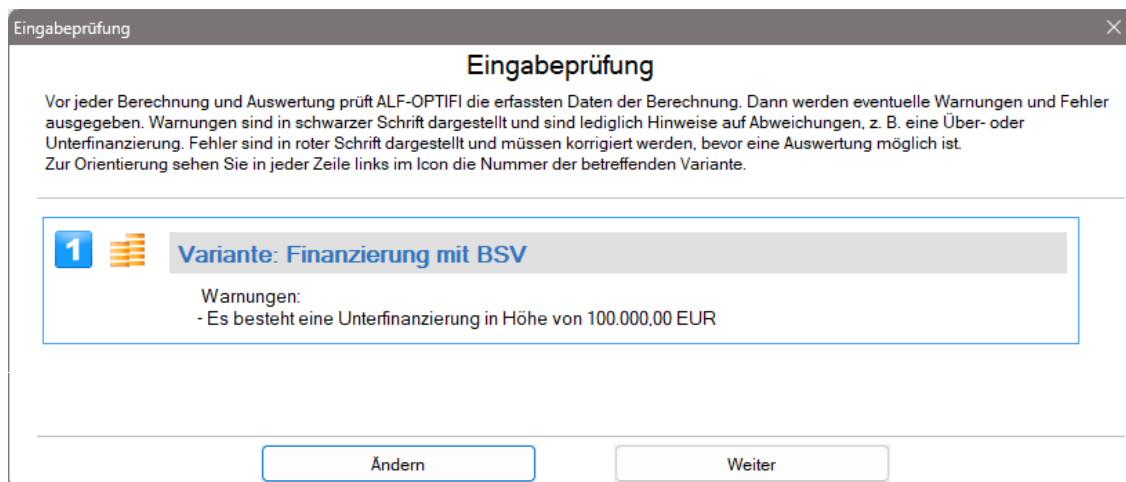 Eingabeprüfung
Eingabeprüfung
Vor jeder Berechnung und Auswertung prüft ALF-OPTIFI die erfassten Daten der Berechnung. Dann werden eventuelle Warnungen und Fehler
ausgegeben. Warnungen sind in schwarzer Schrift dargestellt und sind lediglich Hinweise auf Abweichungen, z. B. eine Über- oder
Unterfinanzierung. Fehler sind in roter Schrift dargestellt und müssen korrigiert werden, bevor eine Auswertung möglich ist.
Zur Orientierung sehen Sie in jeder Zeile links im Icon die Nummer der betreffenden Variante.
1 Variante: Finanzierung mit BSV
Warnungen:
- Es besteht eine Unterfinanzierung in Höhe von 100.000,00 EUR
Ändern Weiter